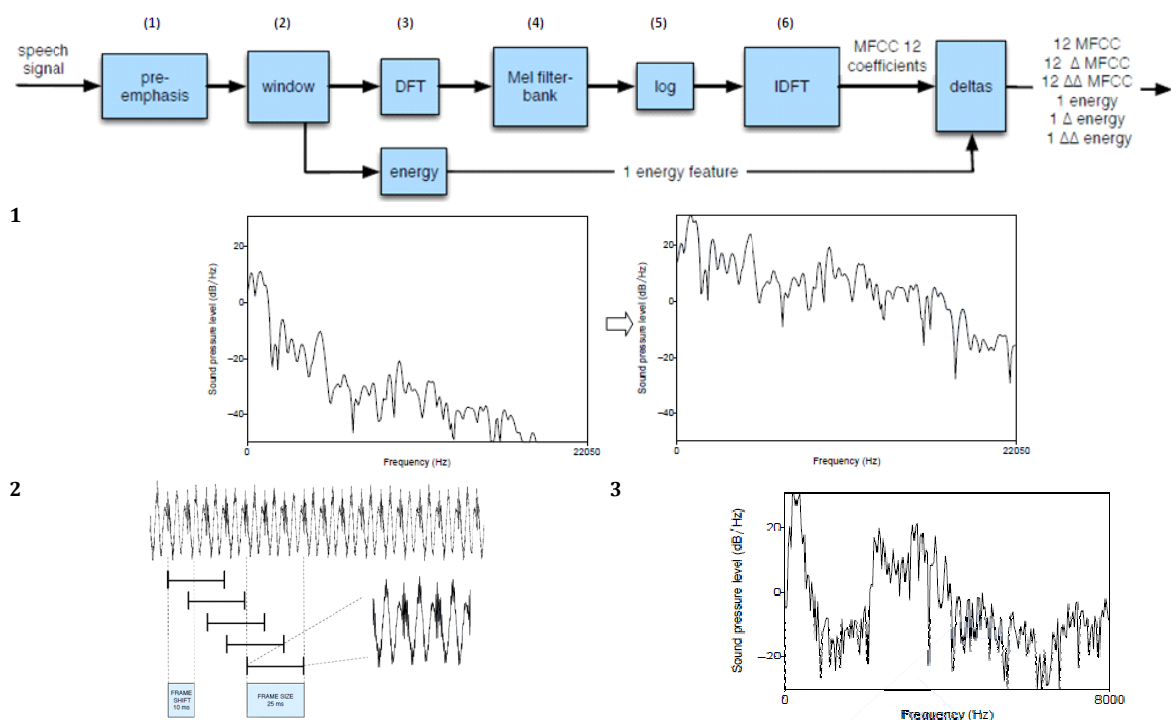 (1) (2) (3) (4) (5) (6)
speech
signal
pre-
emphasis
window
DFT
Mel filter-
bank
log
IDFT
MFCC 12
coefficients
deltas
12 MFCC
12 Δ MFCC
12 ΔΔ MFCC
1 energy
1 Δ energy
1 ΔΔ energy
energy
1 energy feature
1
Sound pressure level (dB/Hz)
20
0
−20
−40
0
22050
Frequency (Hz)
Sound pressure level (dB/Hz)
20
0
−20
−40
0
22050
Frequency (Hz)
2
FRAME
SHIFT
10 ms
FRAME SIZE
25 ms
3
Sound pressure level (dB/Hz)
20
0
−20
0
8000
Frequency (Hz)